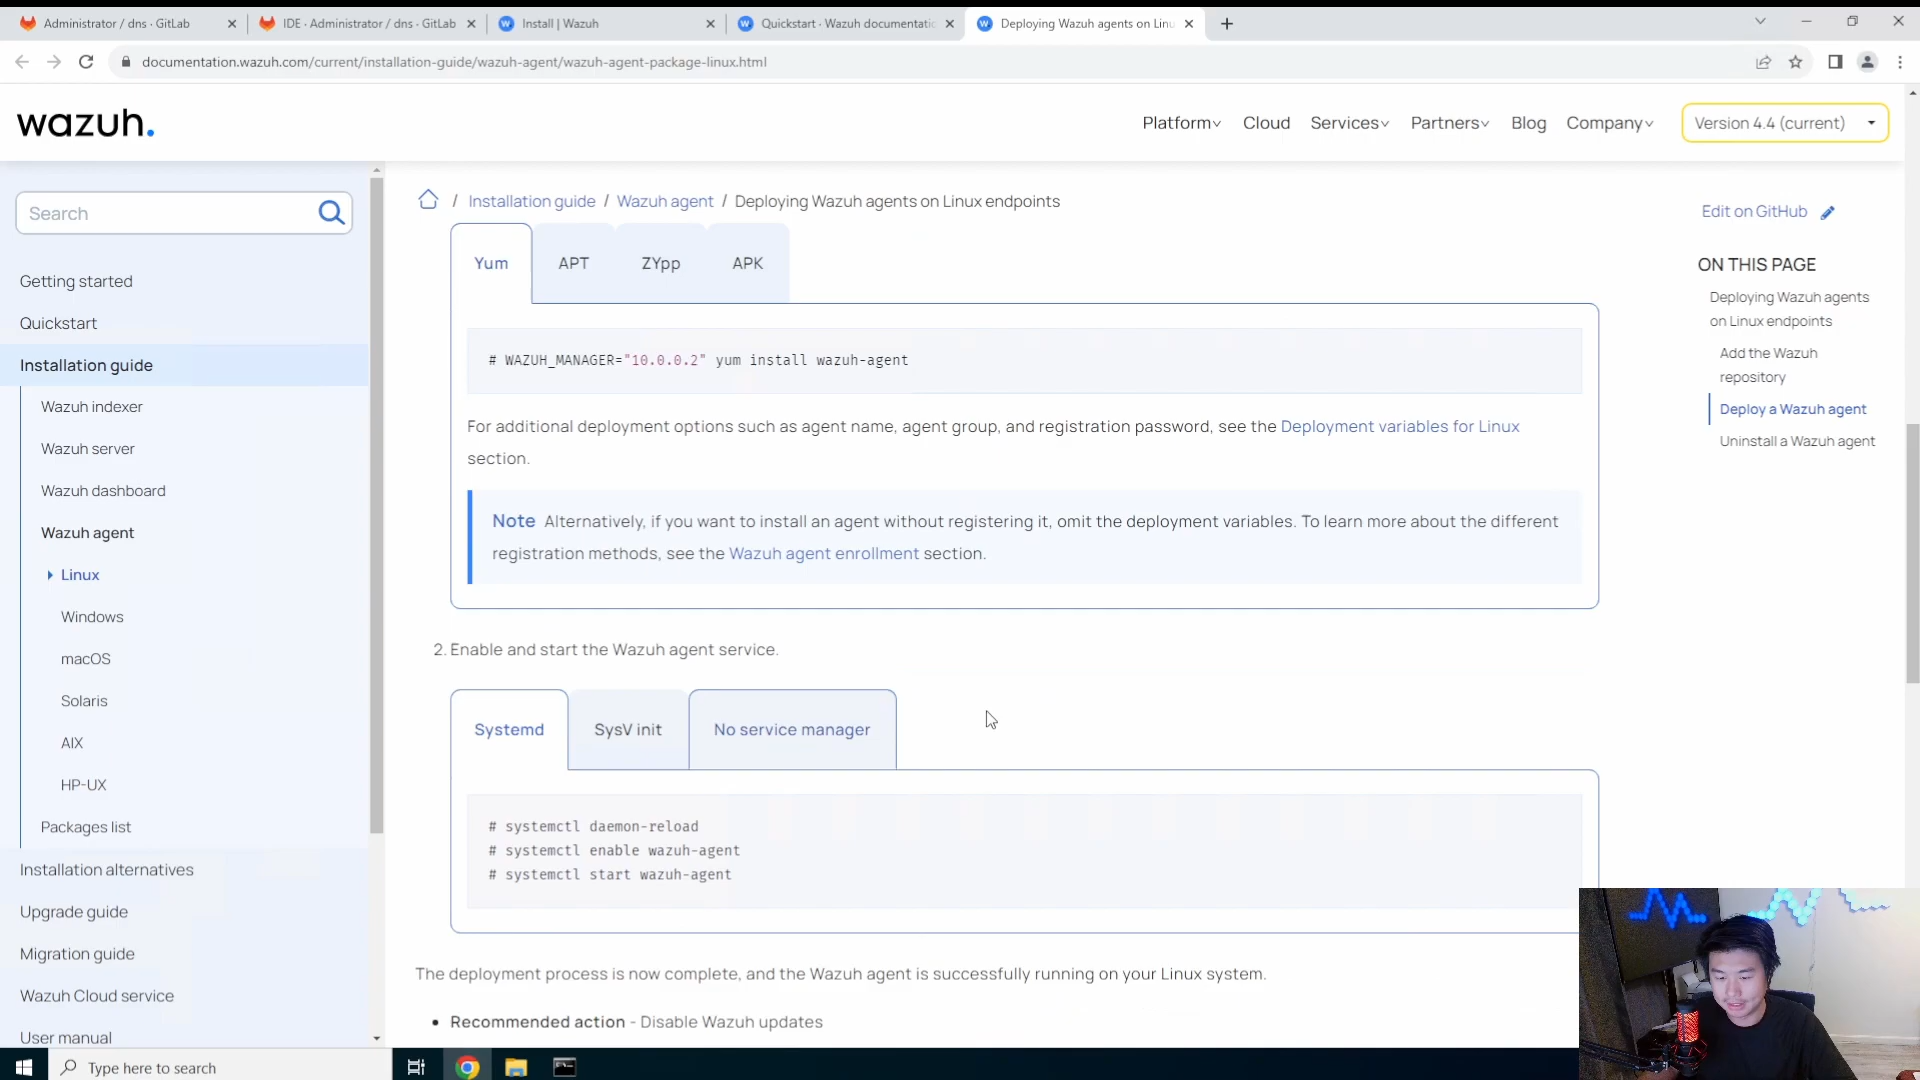 Administrator / dns · GitLab
IDE · Administrator / dns · GitLab
Install | Wazuh
Quickstart · Wazuh documentatic
Deploying Wazuh agents on Linu
documentation.wazuh.com/current/installation-guide/wazuh-agent/wazuh-agent-package-linux.html
wazuh.
Platform
Cloud
Services
Partners
Blog
Company
Version 4.4 (current)
Search
Getting started
Quickstart
Installation guide
Wazuh indexer
Wazuh server
Wazuh dashboard
Wazuh agent
Linux
Windows
macOS
Solaris
AIX
HP-UX
Packages list
Installation alternatives
Upgrade guide
Migration guide
Wazuh Cloud service
User manual
/ Installation guide / Wazuh agent / Deploying Wazuh agents on Linux endpoints
Yum
APT
ZYpp
APK
# WAZUH_MANAGER="10.0.0.2" yum install wazuh-agent
For additional deployment options such as agent name, agent group, and registration password, see the Deployment variables for Linux
section.
Note Alternatively, if you want to install an agent without registering it, omit the deployment variables. To learn more about the different
registration methods, see the Wazuh agent enrollment section.
2. Enable and start the Wazuh agent service.
Systemd
SysV init
No service manager
# systemctl daemon-reload
# systemctl enable wazuh-agent
# systemctl start wazuh-agent
The deployment process is now complete, and the Wazuh agent is successfully running on your Linux system.
• Recommended action - Disable Wazuh updates
Edit on GitHub
ON THIS PAGE
Deploying Wazuh agents
on Linux endpoints
Add the Wazuh
repository
Deploy a Wazuh agent
Uninstall a Wazuh agent
Type here to search